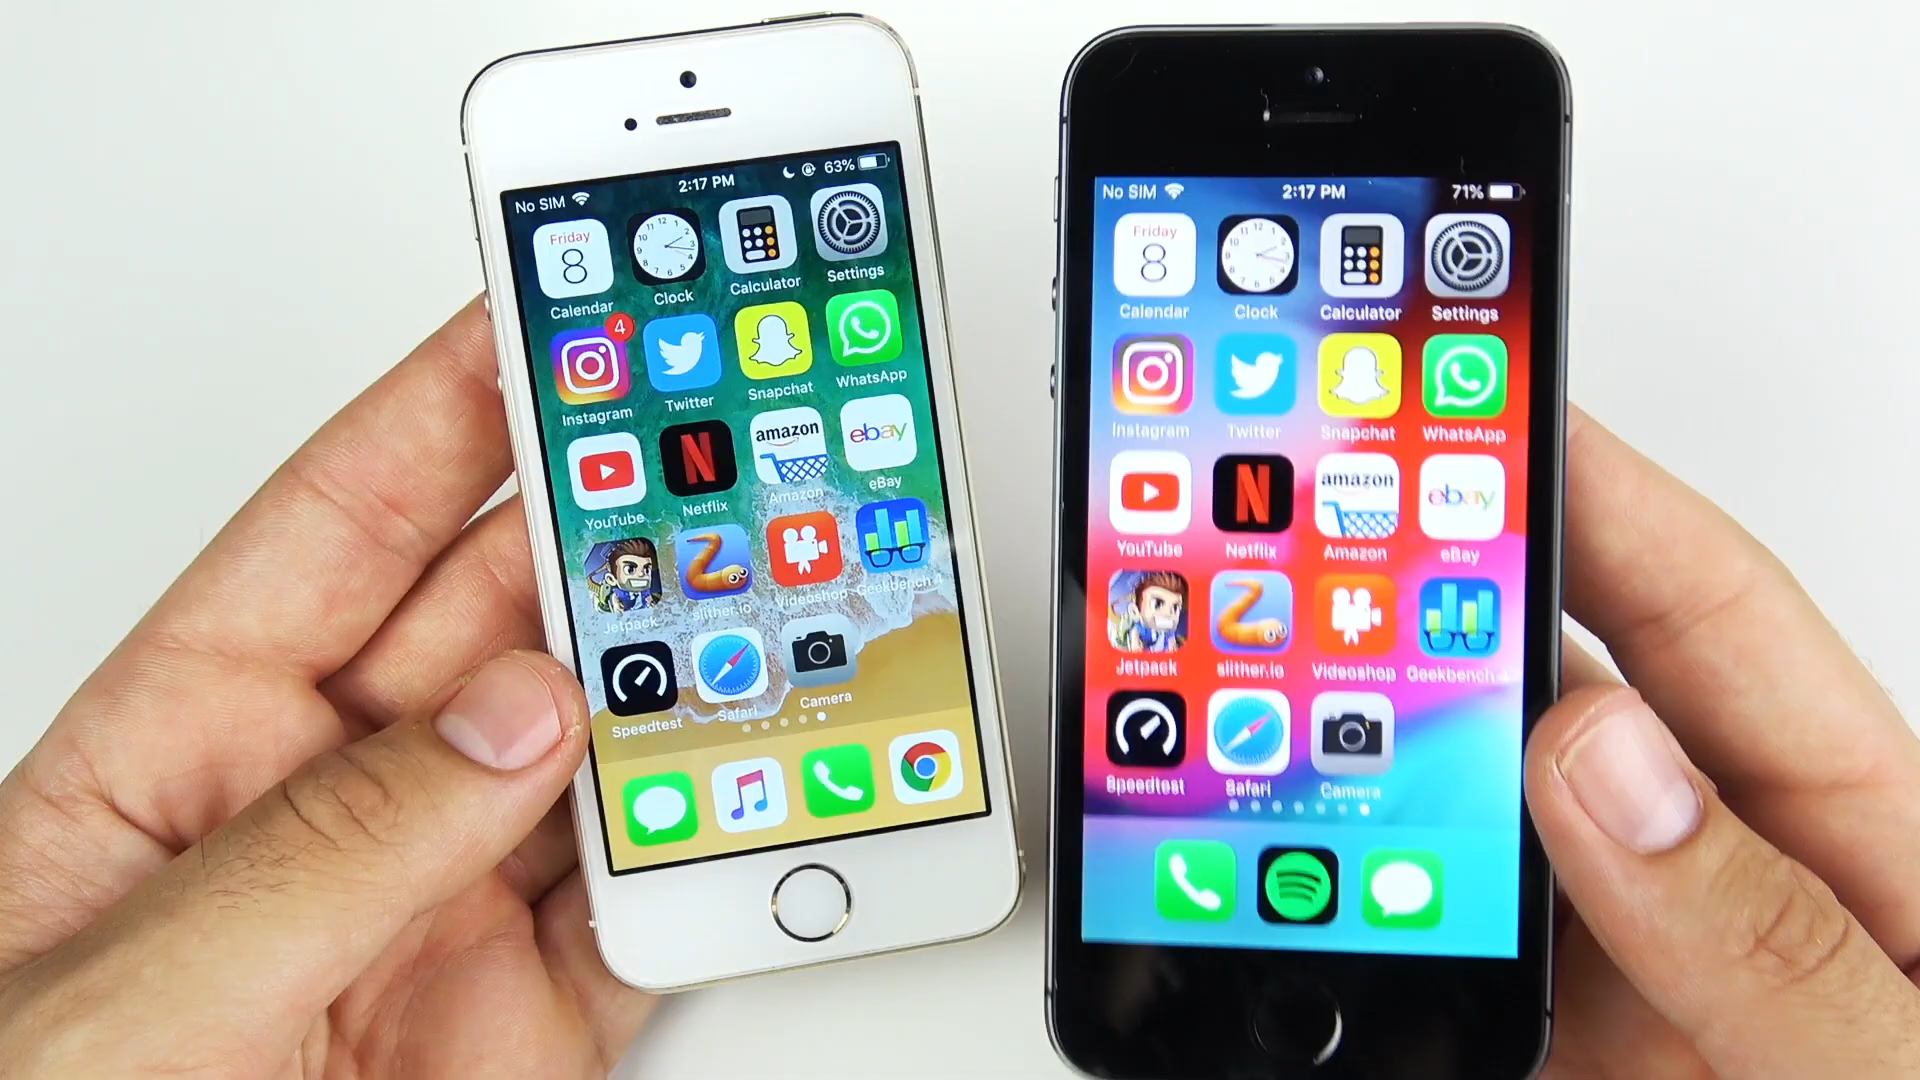 No SIM 2:17 PM 63%
Friday
8
Calendar Clock Calculator Settings
4
Instagram Twitter Snapchat WhatsApp
amazon ebay
YouTube Netflix Amazon eBay
Jetpack slither.io Videoshop Geekbench 4
Speedtest Safari Camera
No SIM 2:17 PM 71%
Friday
8
Calendar Clock Calculator Settings
Instagram Twitter Snapchat WhatsApp
N amazon ebay
YouTube Netflix Amazon eBay
Jetpack slither.io Videoshop Geekbench 4
Speedtest Safari Camera